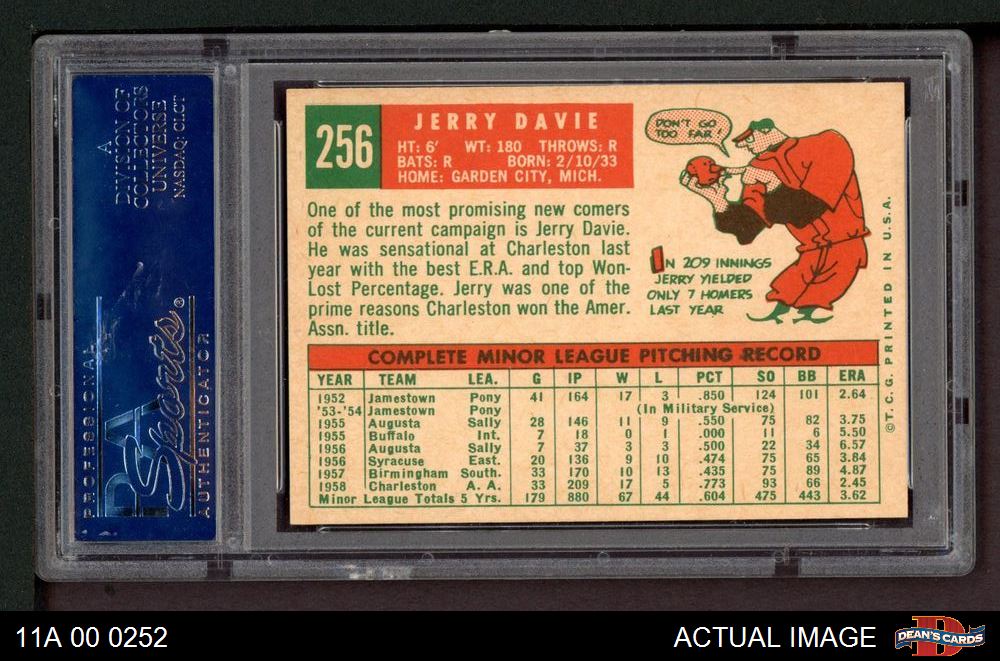 A
DIVISION OF
COLLECTORS
UNIVERSE
NASDAQ: CLCT
PROFESSIONAL
PSA
Sports®
AUTHENTICATOR
256
JERRY DAVIE
HT: 6' WT: 180 THROWS: R
BATS: R BORN: 2/10/33
HOME: GARDEN CITY, MICH.
DON'T GO
TOO FAR!
One of the most promising new comers
of the current campaign is Jerry Davie.
He was sensational at Charleston last
year with the best E.R.A. and top Won-
Lost Percentage. Jerry was one of the
prime reasons Charleston won the Amer.
Assn. title.
IN 209 INNINGS
JERRY YIELDED
ONLY 7 HOMERS
LAST YEAR
©T.C.G. PRINTED IN U.S.A.
COMPLETE MINOR LEAGUE PITCHING RECORD
YEAR TEAM LEA. G IP W L PCT SO BB ERA
1952 Jamestown Pony 41 164 17 3 .850 124 101 2.64
'53-'54 Jamestown Pony (In Military Service)
1955 Augusta Sally 28 146 11 9 .550 75 82 3.75
1955 Buffalo Int. 7 18 0 1 .000 11 6 5.50
1956 Augusta Sally 7 37 3 3 .500 22 34 6.57
1956 Syracuse East. 20 136 9 10 .474 75 65 3.84
1957 Birmingham South. 33 170 10 13 .435 75 89 4.87
1958 Charleston A. A. 33 209 17 5 .773 93 66 2.45
Minor League Totals 5 Yrs. 179 880 67 44 .604 475 443 3.62
11A 00 0252
ACTUAL IMAGE
D
DEAN'S CARDS